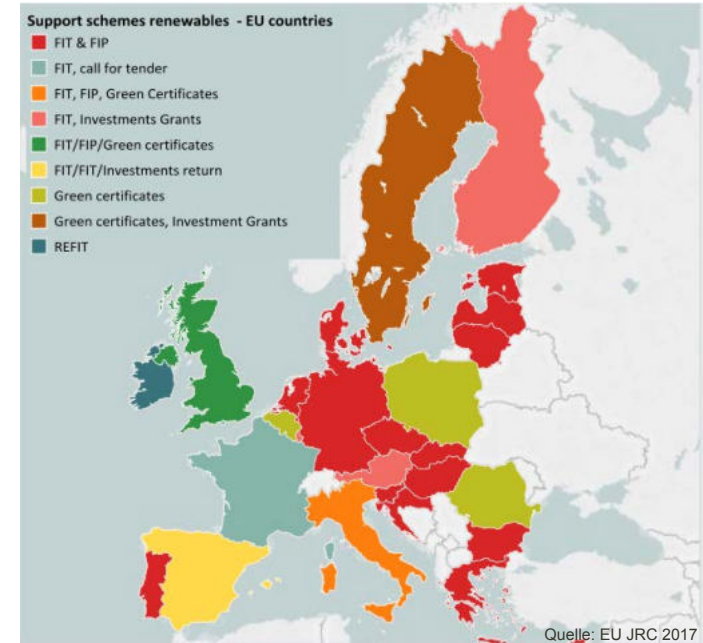 Support schemes renewables - EU countries
FIT & FIP
FIT, call for tender
FIT, FIP, Green Certificates
FIT, Investments Grants
FIT/FIP/Green certificates
FIT/FIT/Investments return
Green certificates
Green certificates, Investment Grants
REFIT
Quelle: EU JRC 2017